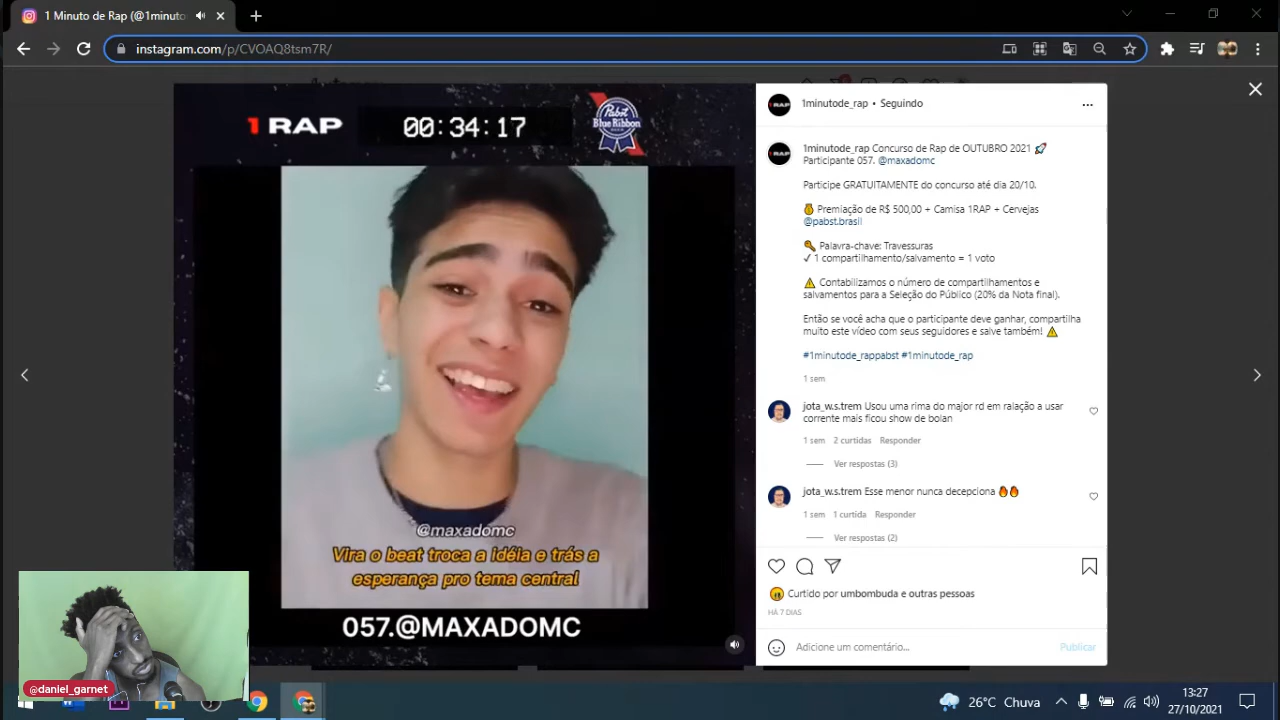 1 Minuto de Rap (@1minuto
instagram.com/p/CVOAQ8tsm7R/
1 RAP
00:34:17
Pabst
Blue Ribbon
@maxadomc
Vira o beat troca a idéia e trás a
esperança pro tema central
057.@MAXADOMC
@daniel_garnet
1RAP
1minutode_rap • Seguindo
1RAP
1minutode_rap Concurso de Rap de OUTUBRO 2021 🚀
Participante 057. @maxadomc
Participe GRATUITAMENTE do concurso até dia 20/10.
🏅 Premiação de R$ 500,00 + Camisa 1RAP + Cervejas
@pabst.brasil
🔑 Palavra-chave: Travessuras
✓ 1 compartilhamento/salvamento = 1 voto
⚠ Contabilizamos o número de compartilhamentos e
salvamentos para a Seleção do Público (20% da Nota final).
Então se você acha que o participante deve ganhar, compartilha
muito este vídeo com seus seguidores e salve também! ⚠
#1minutode_rappabst #1minutode_rap
1 sem
jota_w.s.trem Usou uma rima do major rd em ralação a usar
corrente mais ficou show de bolan
1 sem 2 curtidas Responder
Ver respostas (3)
jota_w.s.trem Esse menor nunca decepciona 🔥🔥
1 sem 1 curtida Responder
Ver respostas (2)
Curtido por umbombuda e outras pessoas
HÁ 7 DIAS
Adicione um comentário...
Publicar
26°C Chuva
13:27
27/10/2021